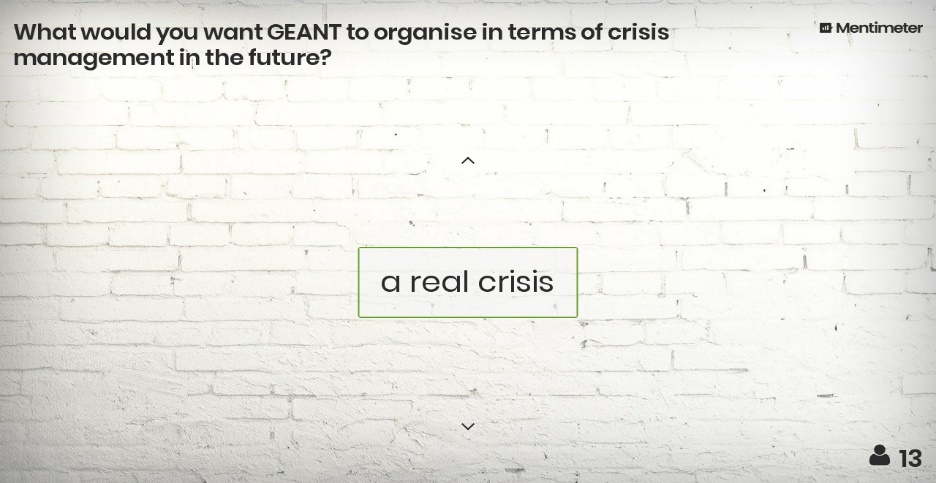 What would you want GEANT to organise in terms of crisis
management in the future?
Mentimeter
a real crisis
13